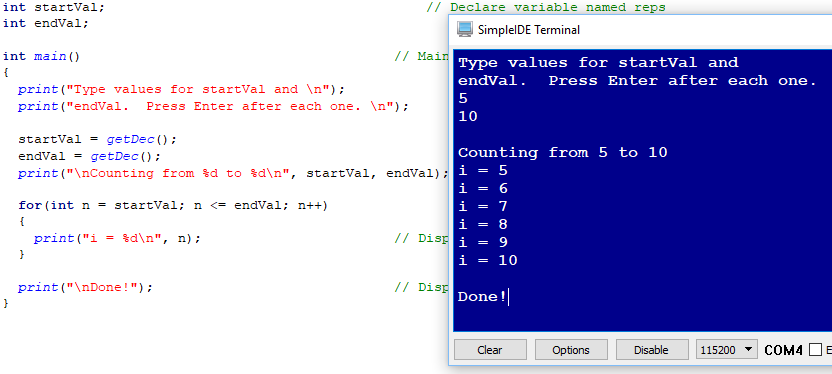 int startVal;                                        // Declare variable named reps
int endVal;
int main()                                       // Main
{
  print("Type values for startVal and \n");
  print("endVal.  Press Enter after each one. \n");
  startVal = getDec();
  endVal = getDec();
  print("\nCounting from %d to %d\n", startVal, endVal);
  for(int n = startVal; n <= endVal; n++)
  {
    print("i = %d\n", n);                        // Disp
  }
  print("\nDone!");                              // Disp
}
SimpleIDE Terminal
Type values for startVal and
endVal.  Press Enter after each one.
5
10
Counting from 5 to 10
i = 5
i = 6
i = 7
i = 8
i = 9
i = 10
Done!
Clear Options Disable 115200 COM4 E